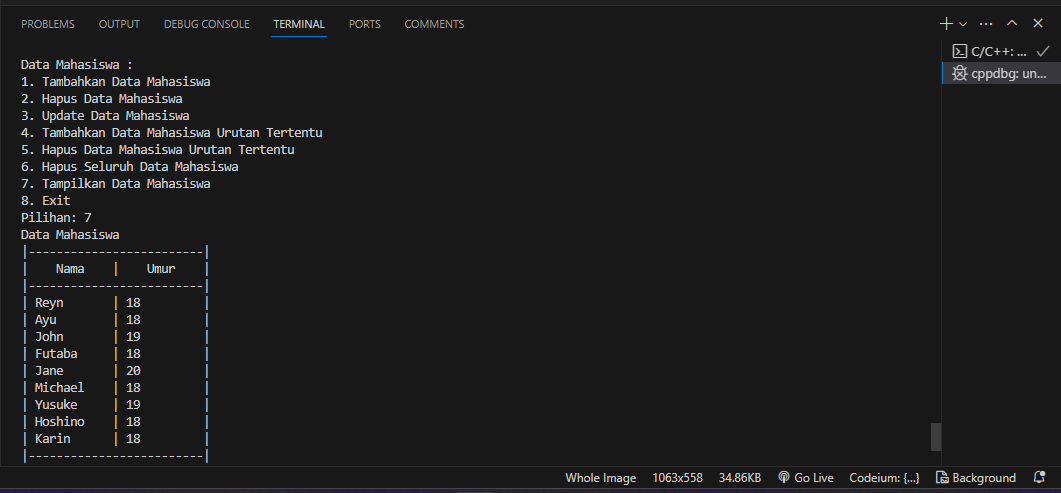 PROBLEMS OUTPUT DEBUG CONSOLE TERMINAL PORTS COMMENTS
C/C++: ...
cppdbg: un...
Data Mahasiswa :
1. Tambahkan Data Mahasiswa
2. Hapus Data Mahasiswa
3. Update Data Mahasiswa
4. Tambahkan Data Mahasiswa Urutan Tertentu
5. Hapus Data Mahasiswa Urutan Tertentu
6. Hapus Seluruh Data Mahasiswa
7. Tampilkan Data Mahasiswa
8. Exit
Pilihan: 7
Data Mahasiswa
|-------------------------|
|    Nama    |    Umur    |
|-------------------------|
| Reyn       | 18         |
| Ayu        | 18         |
| John       | 19         |
| Futaba     | 18         |
| Jane       | 20         |
| Michael    | 18         |
| Yusuke     | 19         |
| Hoshino    | 18         |
| Karin      | 18         |
|-------------------------|
Whole Image 1063x558 34.86KB Go Live Codeium: {...} Background